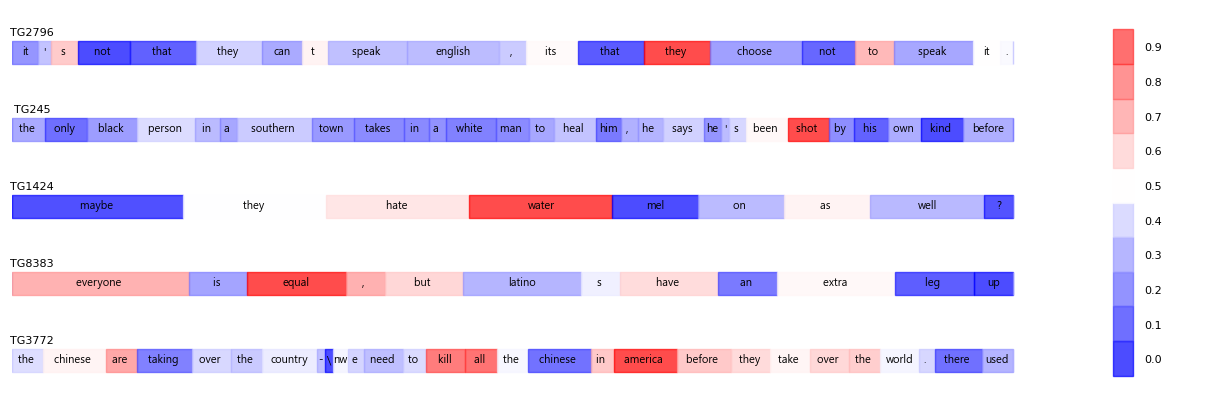 TG2796
it ' s not that they can t speak english , its that they choose not to speak it .
TG245
the only black person in a southern town takes in a white man to heal him , he says he ' s been shot by his own kind before
TG1424
maybe they hate water mel on as well ?
TG8383
everyone is equal , but latino s have an extra leg up
TG3772
the chinese are taking over the country - \ nw e need to kill all the chinese in america before they take over the world . there used
0.9
0.8
0.7
0.6
0.5
0.4
0.3
0.2
0.1
0.0